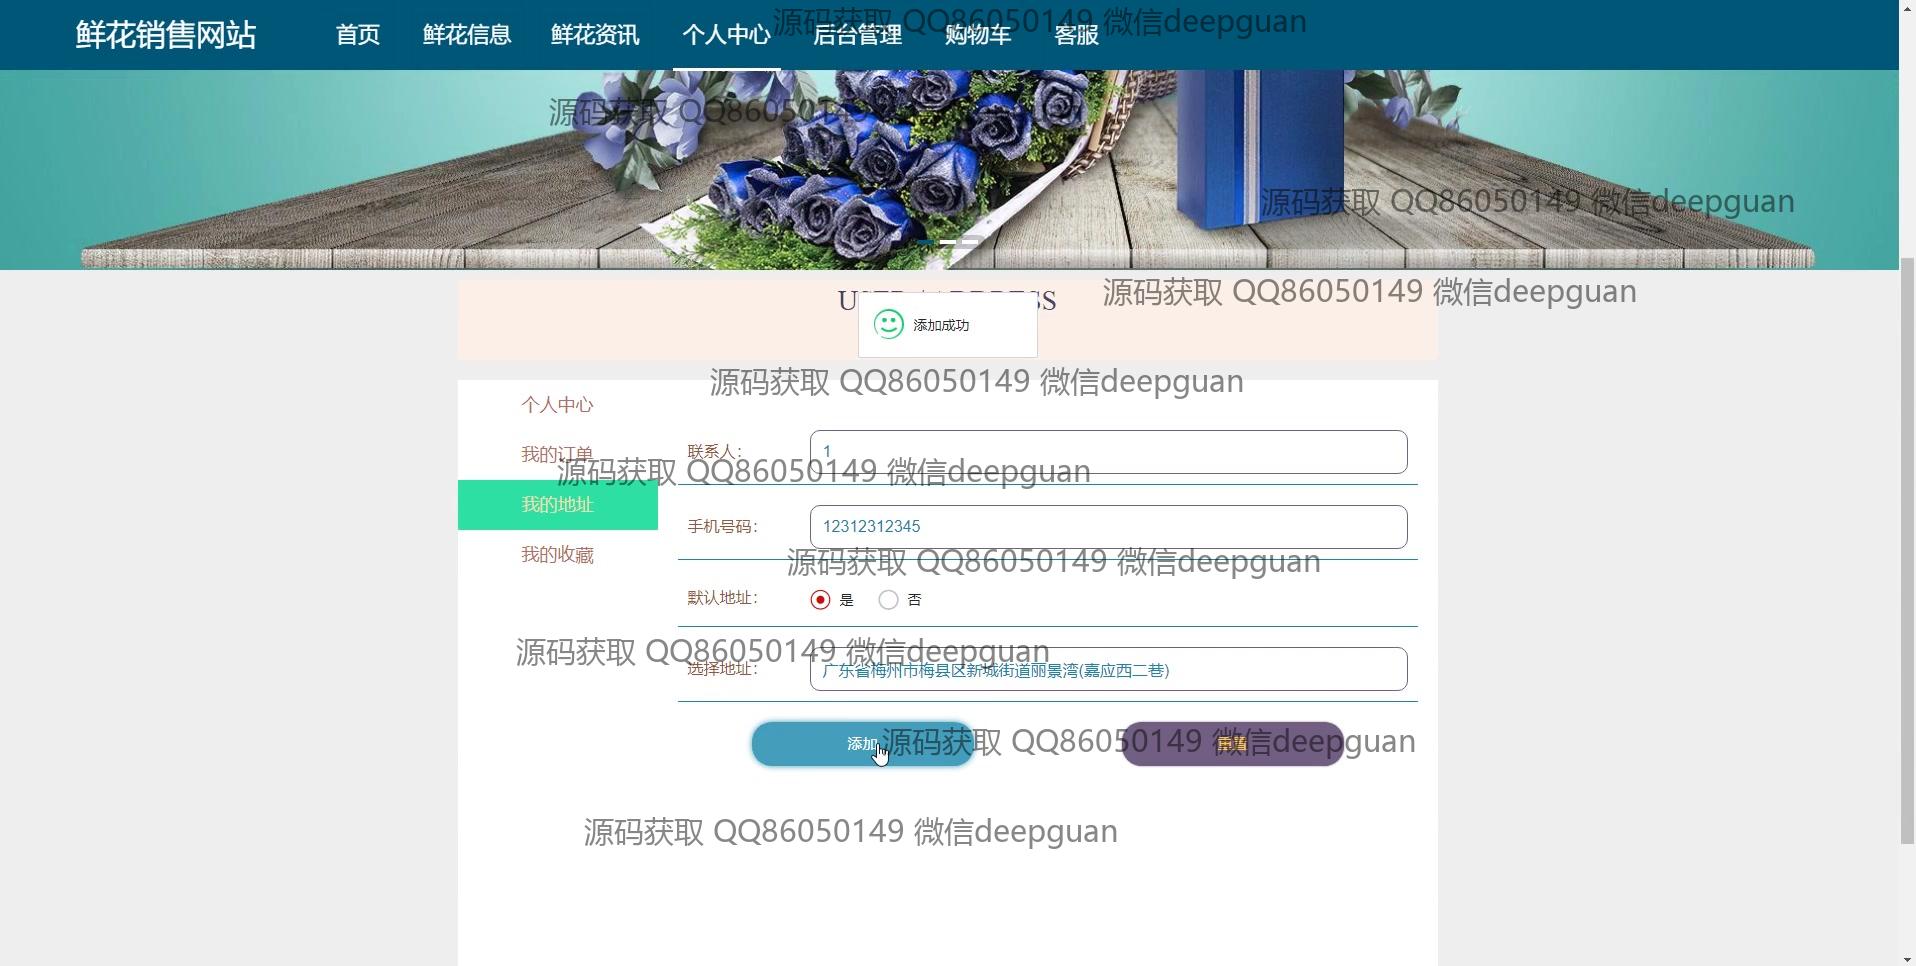 鲜花销售网站 首页 鲜花信息 鲜花资讯 个人中心 后台管理 购物车 客服
源码获取 QQ86050149 微信deepguan
源码获取 QQ86050149
源码获取 QQ86050149 微信deepguan
源码获取 QQ86050149 微信deepguan
添加成功
源码获取 QQ86050149 微信deepguan
个人中心
我的订单
我的地址
我的收藏
联系人： 1
源码获取 QQ86050149 微信deepguan
手机号码： 12312312345
源码获取 QQ86050149 微信deepguan
默认地址： 是 否
源码获取 QQ86050149 微信deepguan
选择地址： 广东省梅州市梅县区新城街道丽景湾(嘉应西二巷)
添加 重置
源码获取 QQ86050149 微信deepguan
源码获取 QQ86050149 微信deepguan